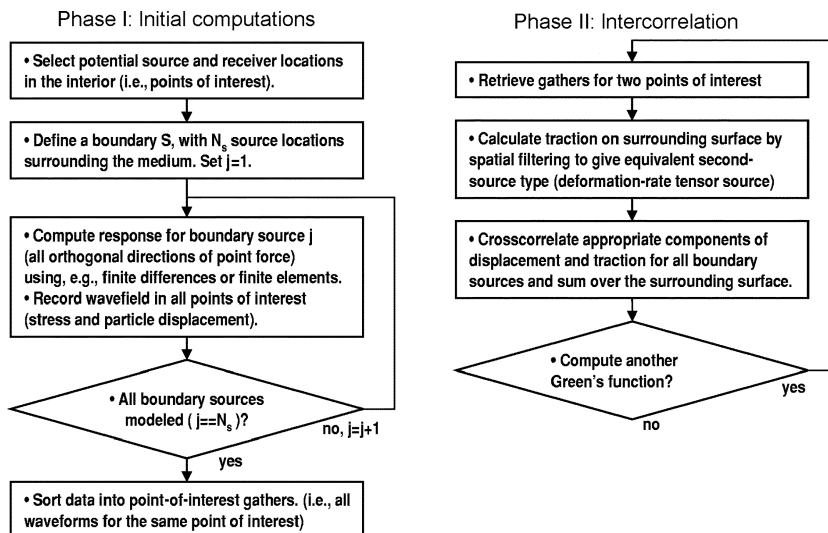 Phase I: Initial computations
• Select potential source and receiver locations
in the interior (i.e., points of interest).
• Define a boundary S, with Ns source locations
surrounding the medium. Set j=1.
• Compute response for boundary source j
(all orthogonal directions of point force)
using, e.g., finite differences or finite elements.
• Record wavefield in all points of interest
(stress and particle displacement).
• All boundary sources
modeled ( j==Ns )?
no, j=j+1
yes
• Sort data into point-of-interest gathers. (i.e., all
waveforms for the same point of interest)
Phase II: Intercorrelation
• Retrieve gathers for two points of interest
• Calculate traction on surrounding surface by
spatial filtering to give equivalent second-
source type (deformation-rate tensor source)
• Crosscorrelate appropriate components of
displacement and traction for all boundary
sources and sum over the surrounding surface.
• Compute another
Green's function?
yes
no